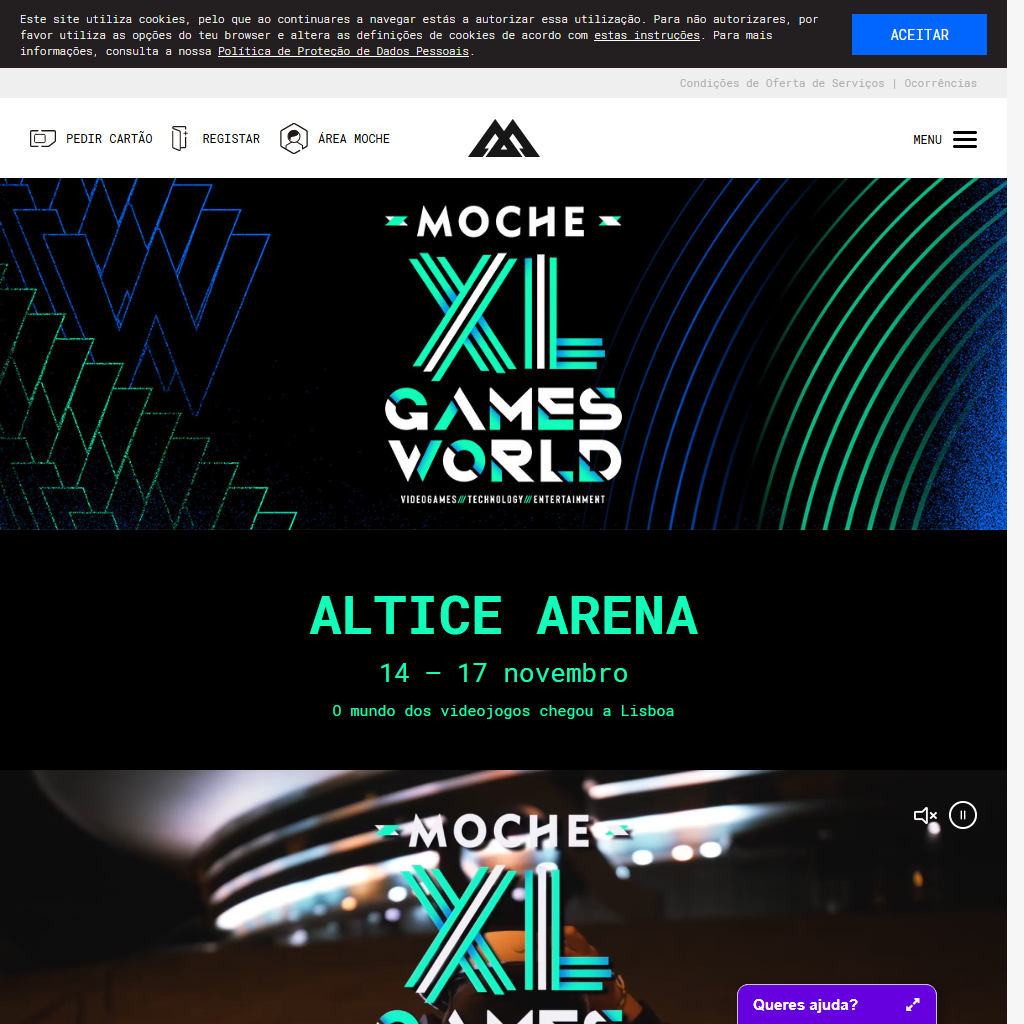 Este site utiliza cookies, pelo que ao continuares a navegar estás a autorizar essa utilização. Para não autorizares, por
favor utiliza as opções do teu browser e altera as definições de cookies de acordo com estas instruções. Para mais
informações, consulta a nossa Política de Proteção de Dados Pessoais.
ACEITAR
Condições de Oferta de Serviços | Ocorrências
PEDIR CARTÃO
REGISTAR
ÁREA MOCHE
MENU
MOCHE
XL
GAMES
WORLD
VIDEOGAMES///TECHNOLOGY///ENTERTAINMENT
ALTICE ARENA
14 – 17 novembro
O mundo dos videojogos chegou a Lisboa
MOCHE
XL
GAMES
Queres ajuda?